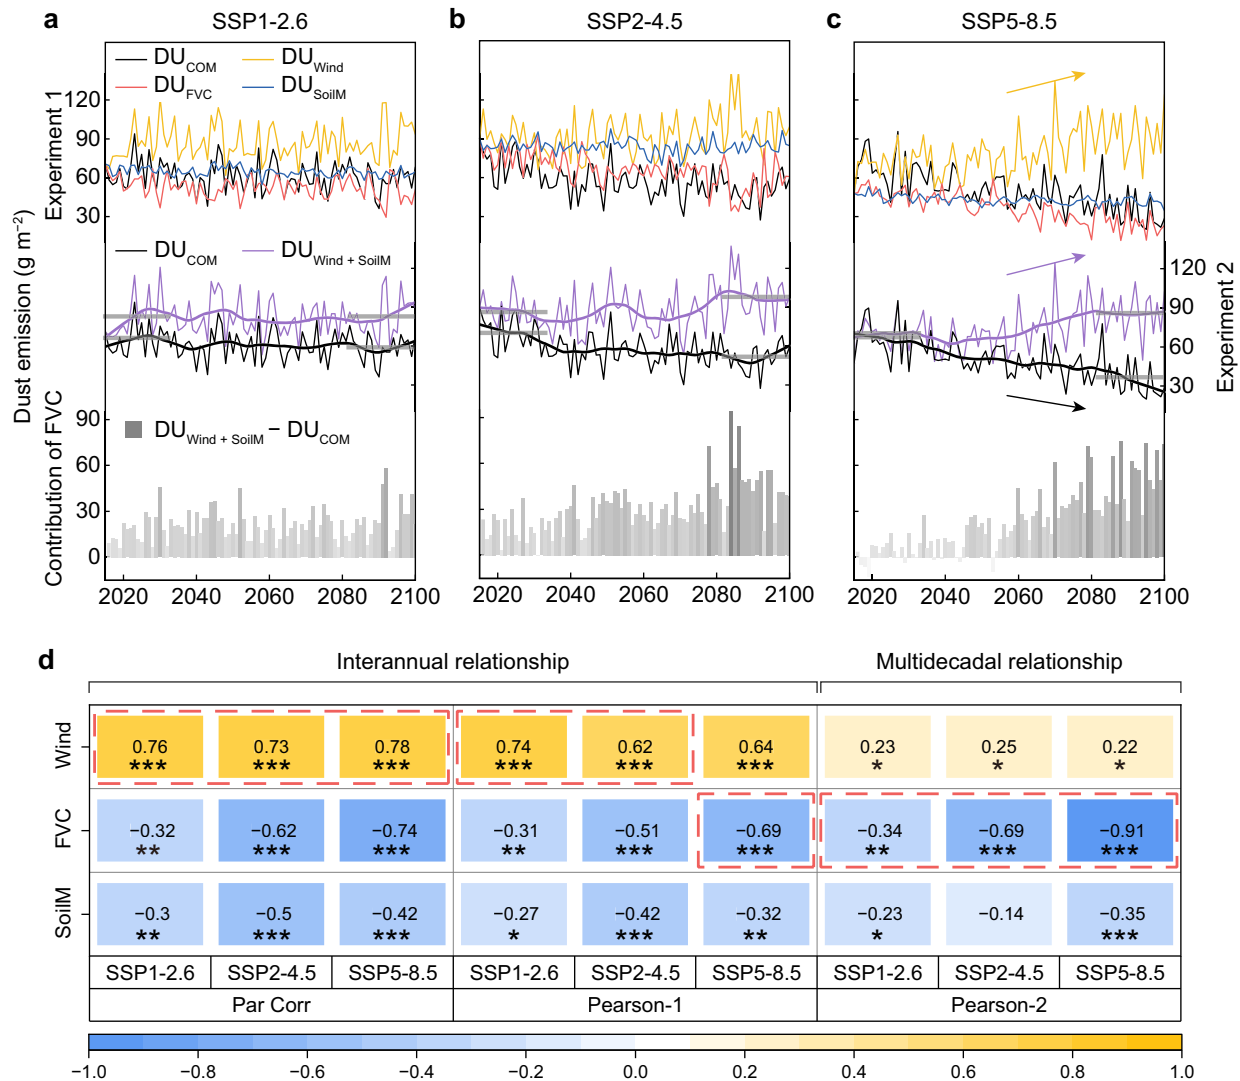 a SSP1-2.6 b SSP2-4.5 c SSP5-8.5
Dust emission (g m⁻²)
Experiment 1
DU_COM DU_Wind
DU_FVC DU_SoilM
120
90
60
30
DU_COM DU_Wind + SoilM
Experiment 2
120
90
60
30
Contribution of FVC
DU_Wind + SoilM − DU_COM
90
60
30
0
2020 2040 2060 2080 2100 2020 2040 2060 2080 2100 2020 2040 2060 2080 2100
d Interannual relationship Multidecadal relationship
Wind 0.76 0.73 0.78 0.74 0.62 0.64 0.23 0.25 0.22
*** *** *** *** *** *** * * *
FVC −0.32 −0.62 −0.74 −0.31 −0.51 −0.69 −0.34 −0.69 −0.91
** *** *** ** *** *** ** *** ***
SoilM −0.3 −0.5 −0.42 −0.27 −0.42 −0.32 −0.23 −0.14 −0.35
** *** *** * *** ** * ***
SSP1-2.6 SSP2-4.5 SSP5-8.5 SSP1-2.6 SSP2-4.5 SSP5-8.5 SSP1-2.6 SSP2-4.5 SSP5-8.5
Par Corr Pearson-1 Pearson-2
−1.0 −0.8 −0.6 −0.4 −0.2 0.0 0.2 0.4 0.6 0.8 1.0